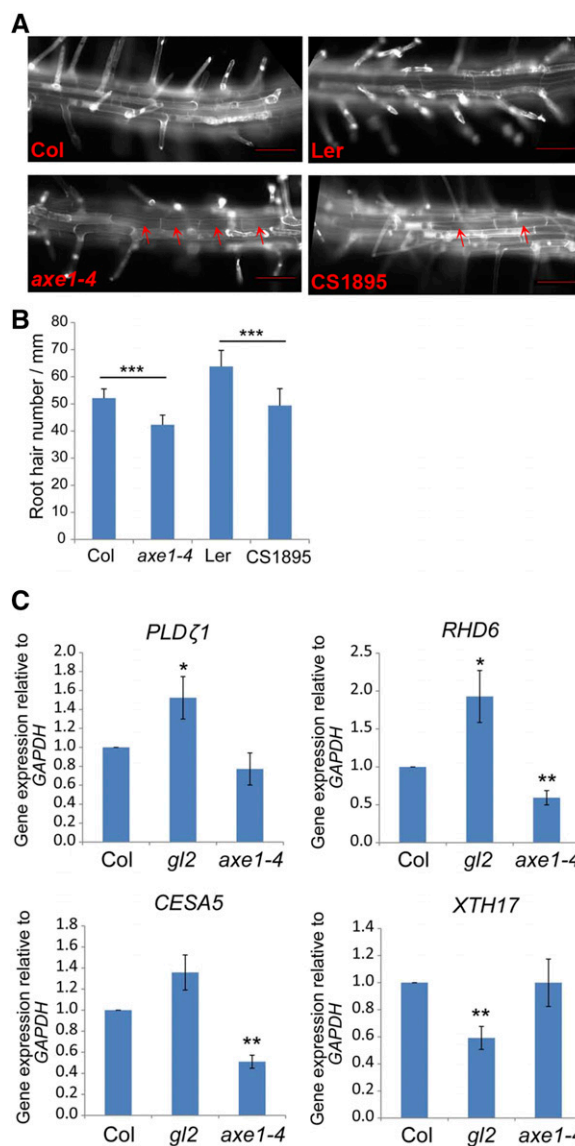 A
Col
Ler
axe1-4
CS1895
B
Root hair number / mm
80
70
60
50
40
30
20
10
0
***
***
Col
axe1-4
Ler
CS1895
C
PLDζ1
Gene expression relative to
GAPDH
2.0
1.8
1.6
1.4
1.2
1.0
0.8
0.6
0.4
0.2
0.0
*
Col
gl2
axe1-4
RHD6
Gene expression relative to
GAPDH
2.5
2.0
1.5
1.0
0.5
0.0
*
**
Col
gl2
axe1-4
CESA5
Gene expression relative to
GAPDH
1.8
1.6
1.4
1.2
1.0
0.8
0.6
0.4
0.2
0.0
**
Col
gl2
axe1-4
XTH17
Gene expression relative to
GAPDH
1.4
1.2
1.0
0.8
0.6
0.4
0.2
0.0
**
Col
gl2
axe1-4